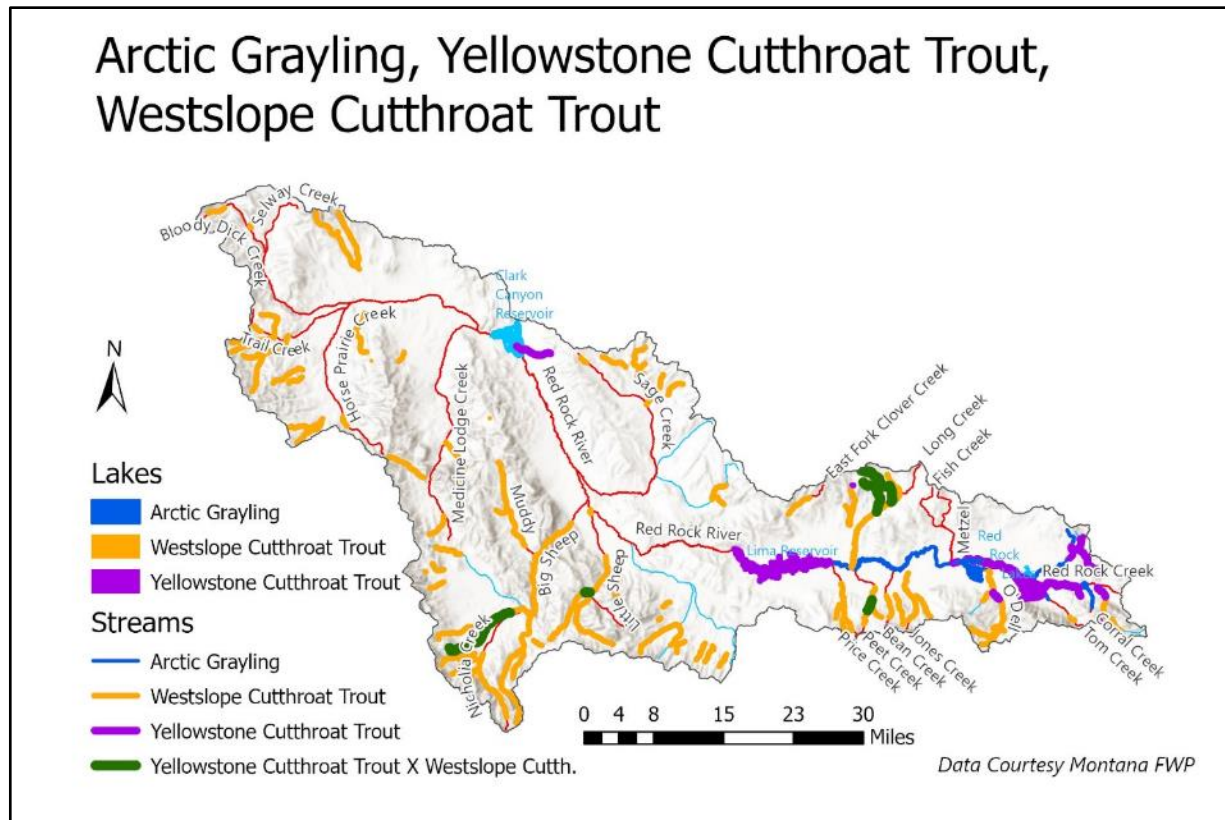 Arctic Grayling, Yellowstone Cutthroat Trout,
Westslope Cutthroat Trout
Selway Creek
Bloody Dick Creek
Trail Creek
Horse Prairie Creek
Clark
Canyon
Reservoir
Medicine Lodge Creek
Red Rock River
Sage Creek
Muddy
Big Sheep
Little Sheep
Nicholia Creek
Red Rock River
Lima Reservoir
East Fork Clover Creek
Long Creek
Fish Creek
Metzel
Red
Rock
Red Rock Creek
O'Dell
Corral Creek
Tom Creek
Jones Creek
Bean Creek
Peet Creek
Price Creek
N
Lakes
Arctic Grayling
Westslope Cutthroat Trout
Yellowstone Cutthroat Trout
Streams
Arctic Grayling
Westslope Cutthroat Trout
Yellowstone Cutthroat Trout
Yellowstone Cutthroat Trout X Westslope Cutth.
0 4 8 15 23 30
Miles
Data Courtesy Montana FWP